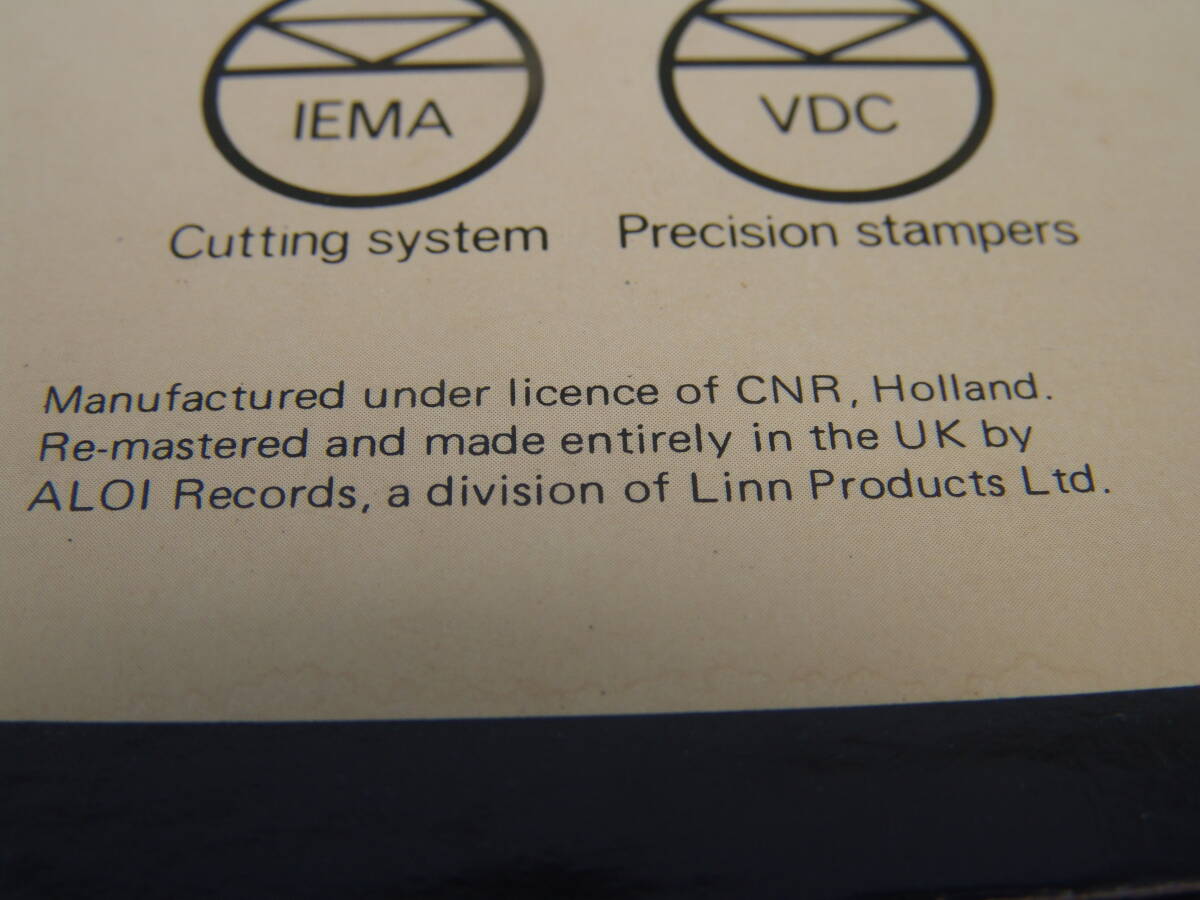 IEMA
VDC
Cutting system
Precision stampers
Manufactured under licence of CNR, Holland.
Re-mastered and made entirely in the UK by
ALOI Records, a division of Linn Products Ltd.